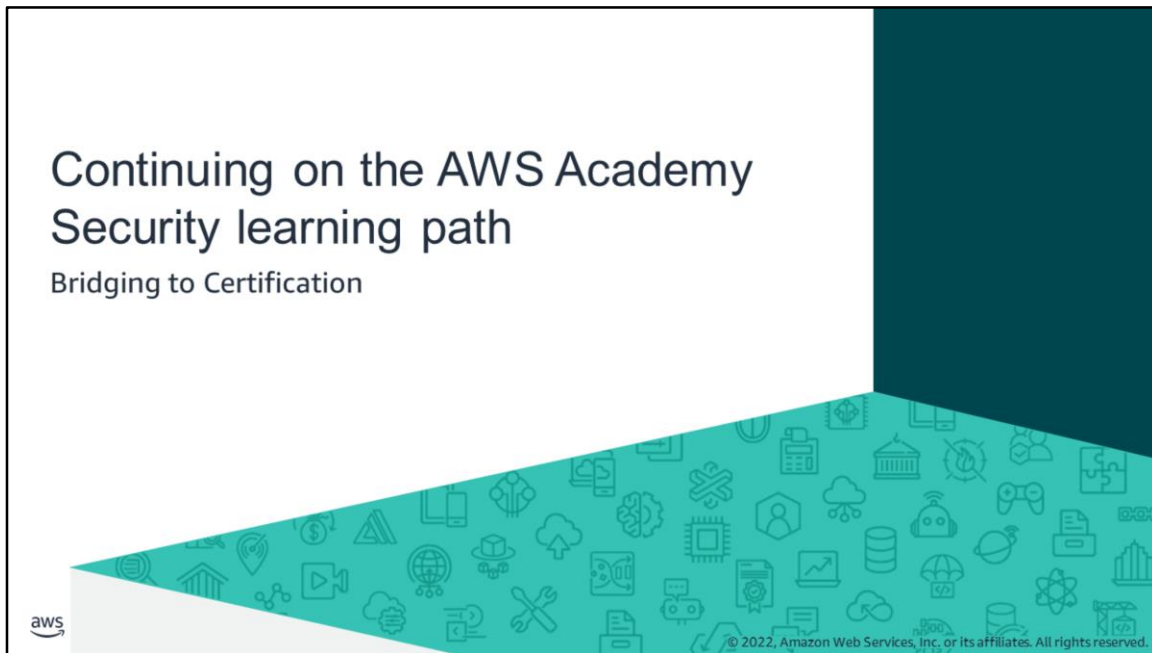 Continuing on the AWS Academy
Security learning path
Bridging to Certification
aws
© 2022, Amazon Web Services, Inc. or its affiliates. All rights reserved.